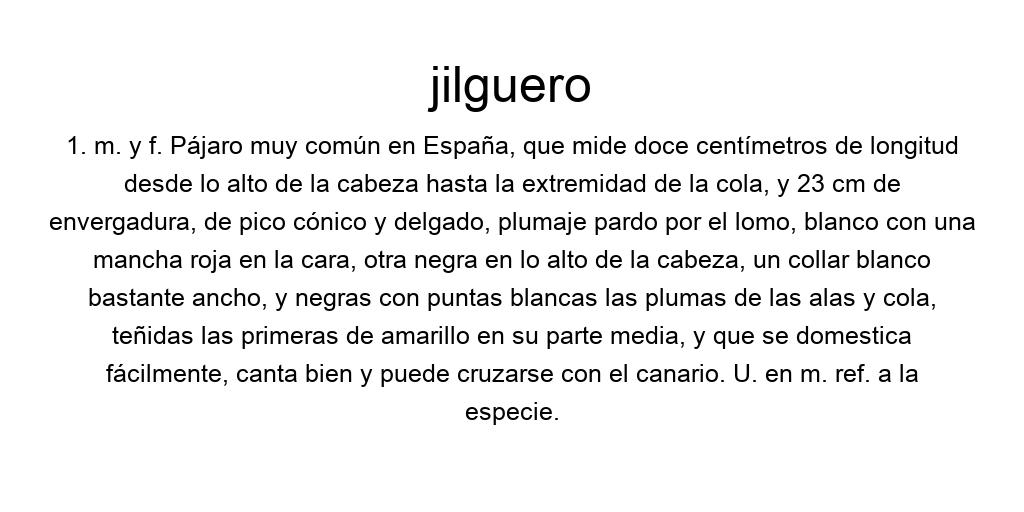 jilguero
1. m. y f. Pájaro muy común en España, que mide doce centímetros de longitud
desde lo alto de la cabeza hasta la extremidad de la cola, y 23 cm de
envergadura, de pico cónico y delgado, plumaje pardo por el lomo, blanco con una
mancha roja en la cara, otra negra en lo alto de la cabeza, un collar blanco
bastante ancho, y negras con puntas blancas las plumas de las alas y cola,
teñidas las primeras de amarillo en su parte media, y que se domestica
fácilmente, canta bien y puede cruzarse con el canario. U. en m. ref. a la
especie.